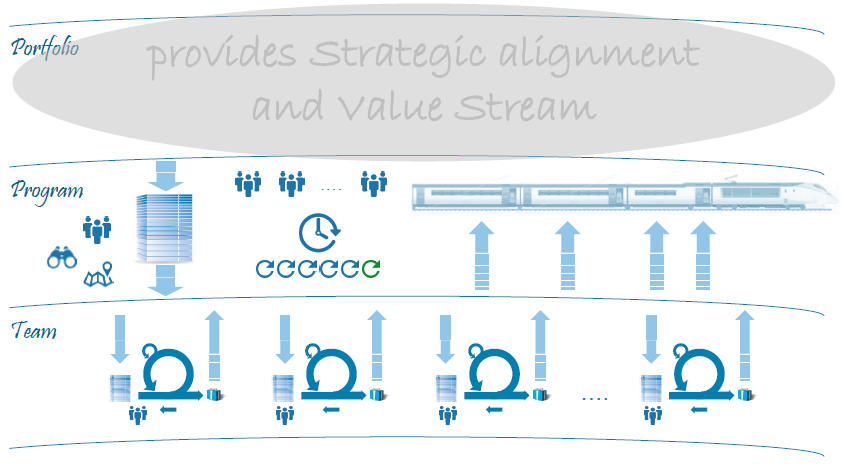 Portfolio
provides Strategic alignment
and Value Stream
Program
....
Team
....